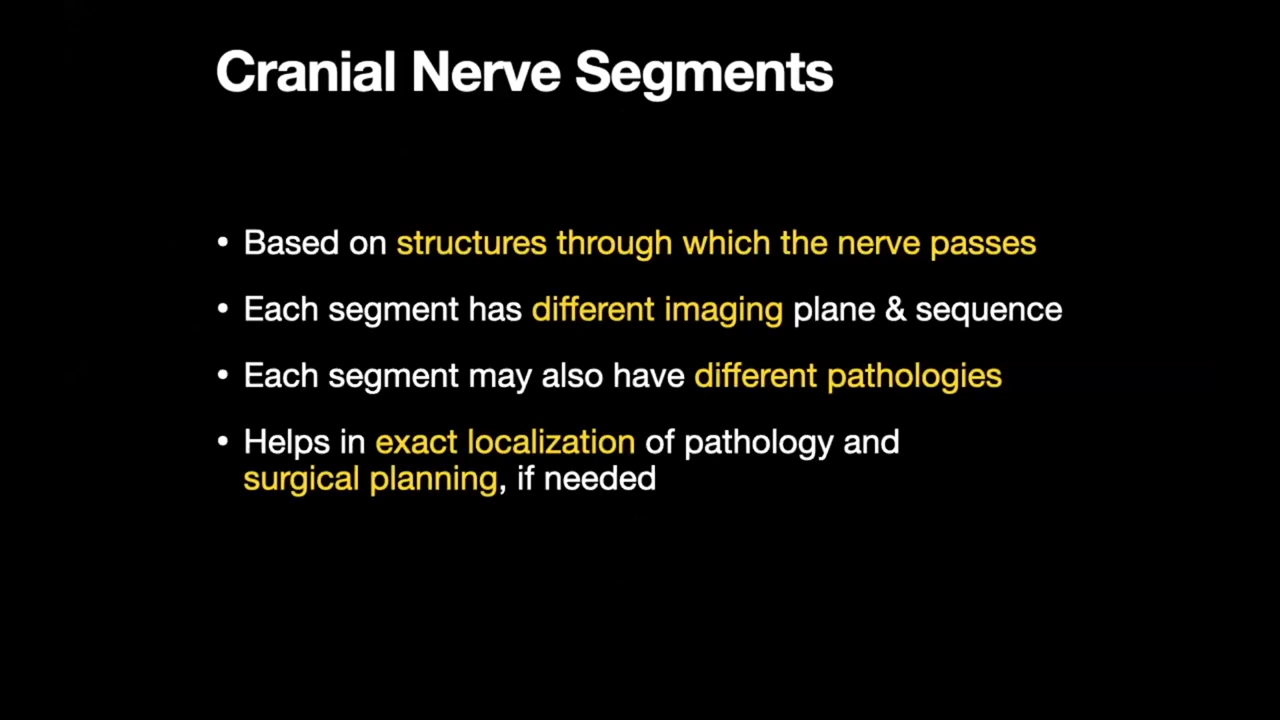 Cranial Nerve Segments
• Based on structures through which the nerve passes
• Each segment has different imaging plane & sequence
• Each segment may also have different pathologies
• Helps in exact localization of pathology and
surgical planning, if needed